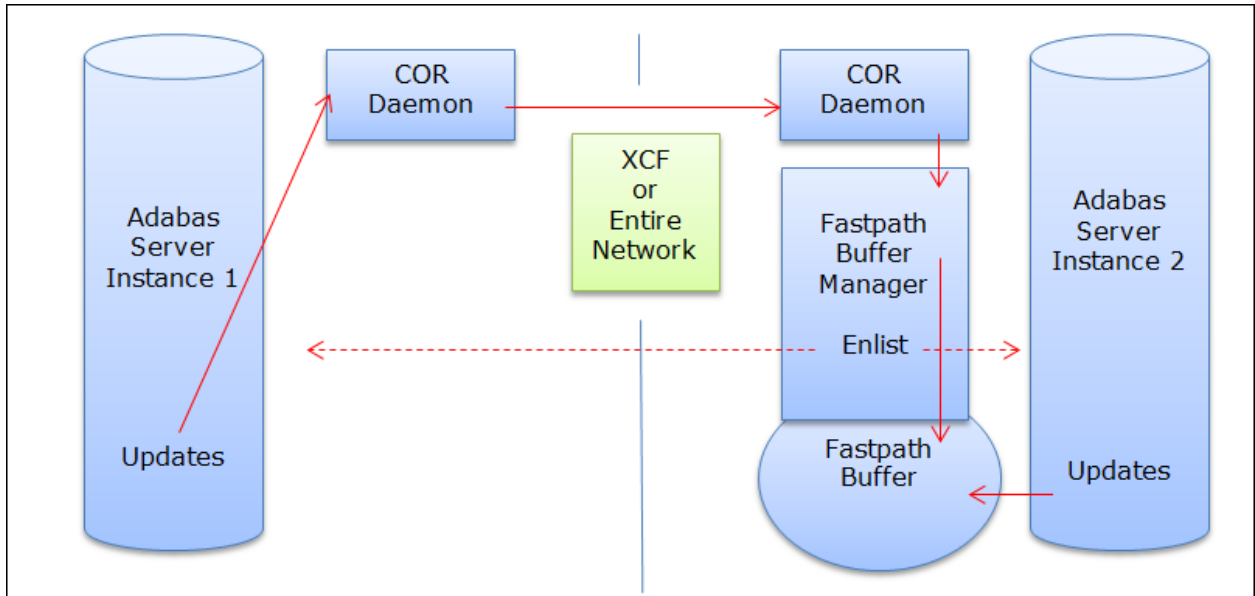 COR
Daemon
COR
Daemon
XCF
or
Entire
Network
Adabas
Server
Instance 1
Fastpath
Buffer
Manager
Adabas
Server
Instance 2
Enlist
Updates
Fastpath
Buffer
Updates